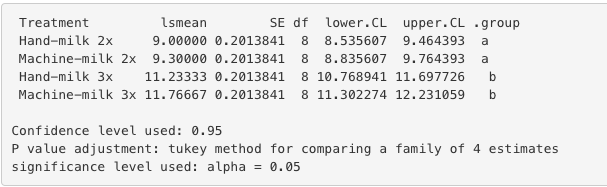 Treatment lsmean SE df lower.CL upper.CL .group
Hand-milk 2x 9.00000 0.2013841 8 8.535607 9.464393 a
Machine-milk 2x 9.30000 0.2013841 8 8.835607 9.764393 a
Hand-milk 3x 11.23333 0.2013841 8 10.768941 11.697726 b
Machine-milk 3x 11.76667 0.2013841 8 11.302274 12.231059 b
Confidence level used: 0.95
P value adjustment: tukey method for comparing a family of 4 estimates
significance level used: alpha = 0.05